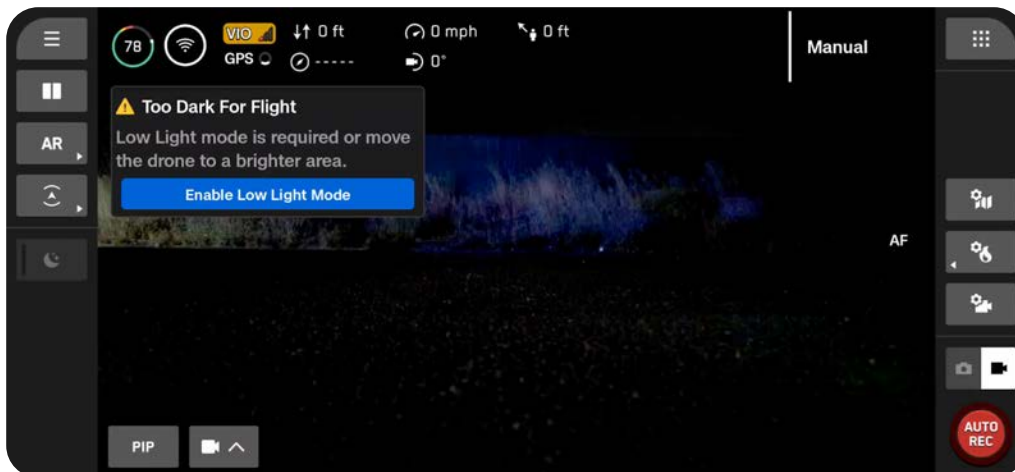 78
VIO
↓↑ 0 ft
0 mph
0 ft
GPS
-----
0°
Manual
Too Dark For Flight
Low Light mode is required or move
the drone to a brighter area.
Enable Low Light Mode
AR
AF
PIP
AUTO
REC